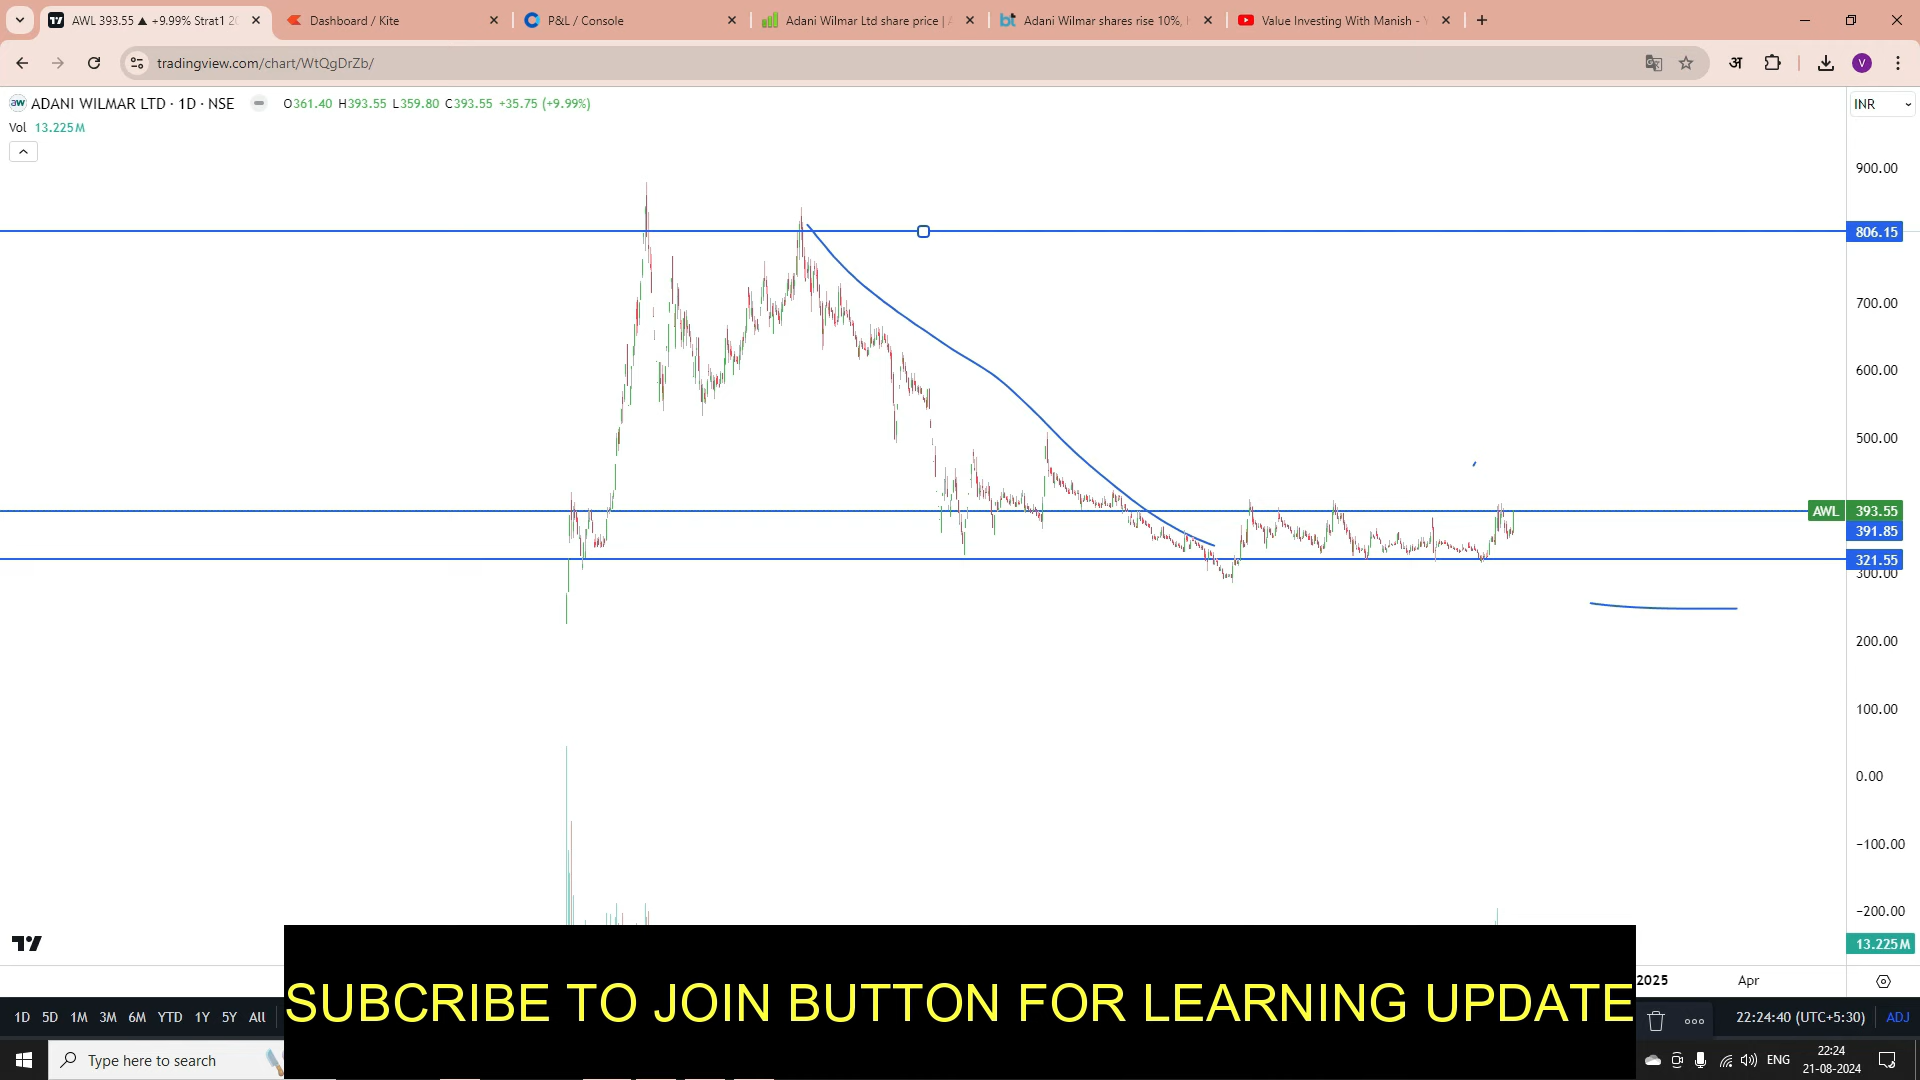 AWL 393.55 ▲ +9.99% Strat1 20
Dashboard / Kite
P&L / Console
Adani Wilmar Ltd share price | A
Adani Wilmar shares rise 10%,
Value Investing With Manish -
tradingview.com/chart/WtQgDrZb/
अ
V
aw ADANI WILMAR LTD · 1D · NSE O361.40 H393.55 L359.80 C393.55 +35.75 (+9.99%)
INR
Vol 13.225M
900.00
806.15
700.00
600.00
500.00
AWL 393.55
391.85
321.55
300.00
200.00
100.00
0.00
−100.00
−200.00
13.225M
2025 Apr
SUBCRIBE TO JOIN BUTTON FOR LEARNING UPDATE
1D 5D 1M 3M 6M YTD 1Y 5Y All
22:24:40 (UTC+5:30) ADJ
Type here to search
ENG
22:24
21-08-2024